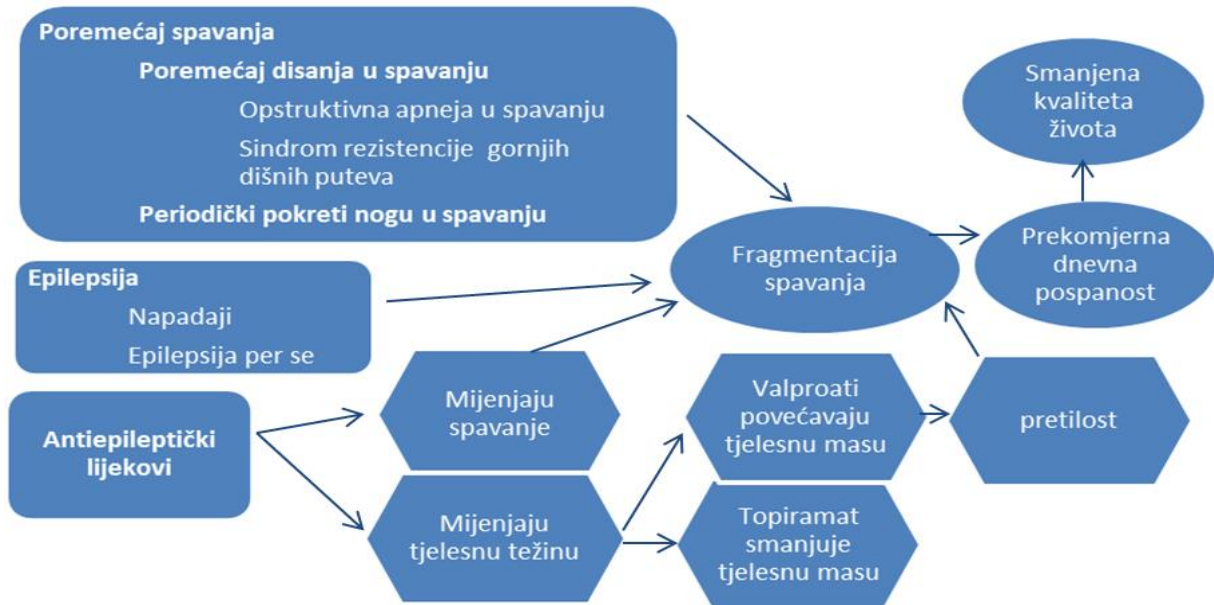 Poremećaj spavanja
Poremećaj disanja u spavanju
Opstruktivna apneja u spavanju
Sindrom rezistencije gornjih
dišnih puteva
Periodički pokreti nogu u spavanju
Smanjena
kvaliteta
života
Fragmentacija
spavanja
Prekomjerna
dnevna
pospanost
Epilepsija
Napadaji
Epilepsija per se
Antiepileptički
lijekovi
Mijenjaju
spavanje
Valproati
povećavaju
tjelesnu masu
pretilost
Mijenjaju
tjelesnu težinu
Topiramat
smanjuje
tjelesnu masu